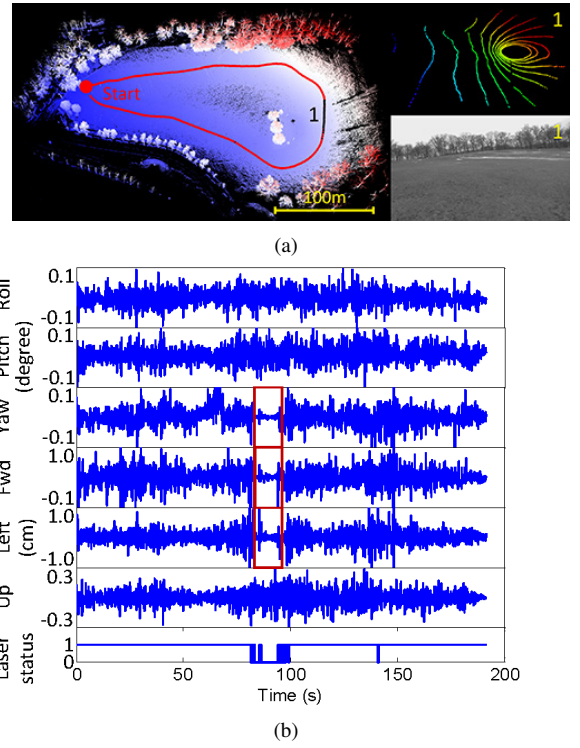 1
Start
1
100m
1
(a)
Roll
0.1
-0.1
Pitch
(degree)
0.1
-0.1
Yaw
0.1
-0.1
Fwd
1.0
-0.1
Left
(cm)
1.0
-1.0
Up
0.3
-0.3
Laser
status
1
0
0 50 100 150 200
Time (s)
(b)